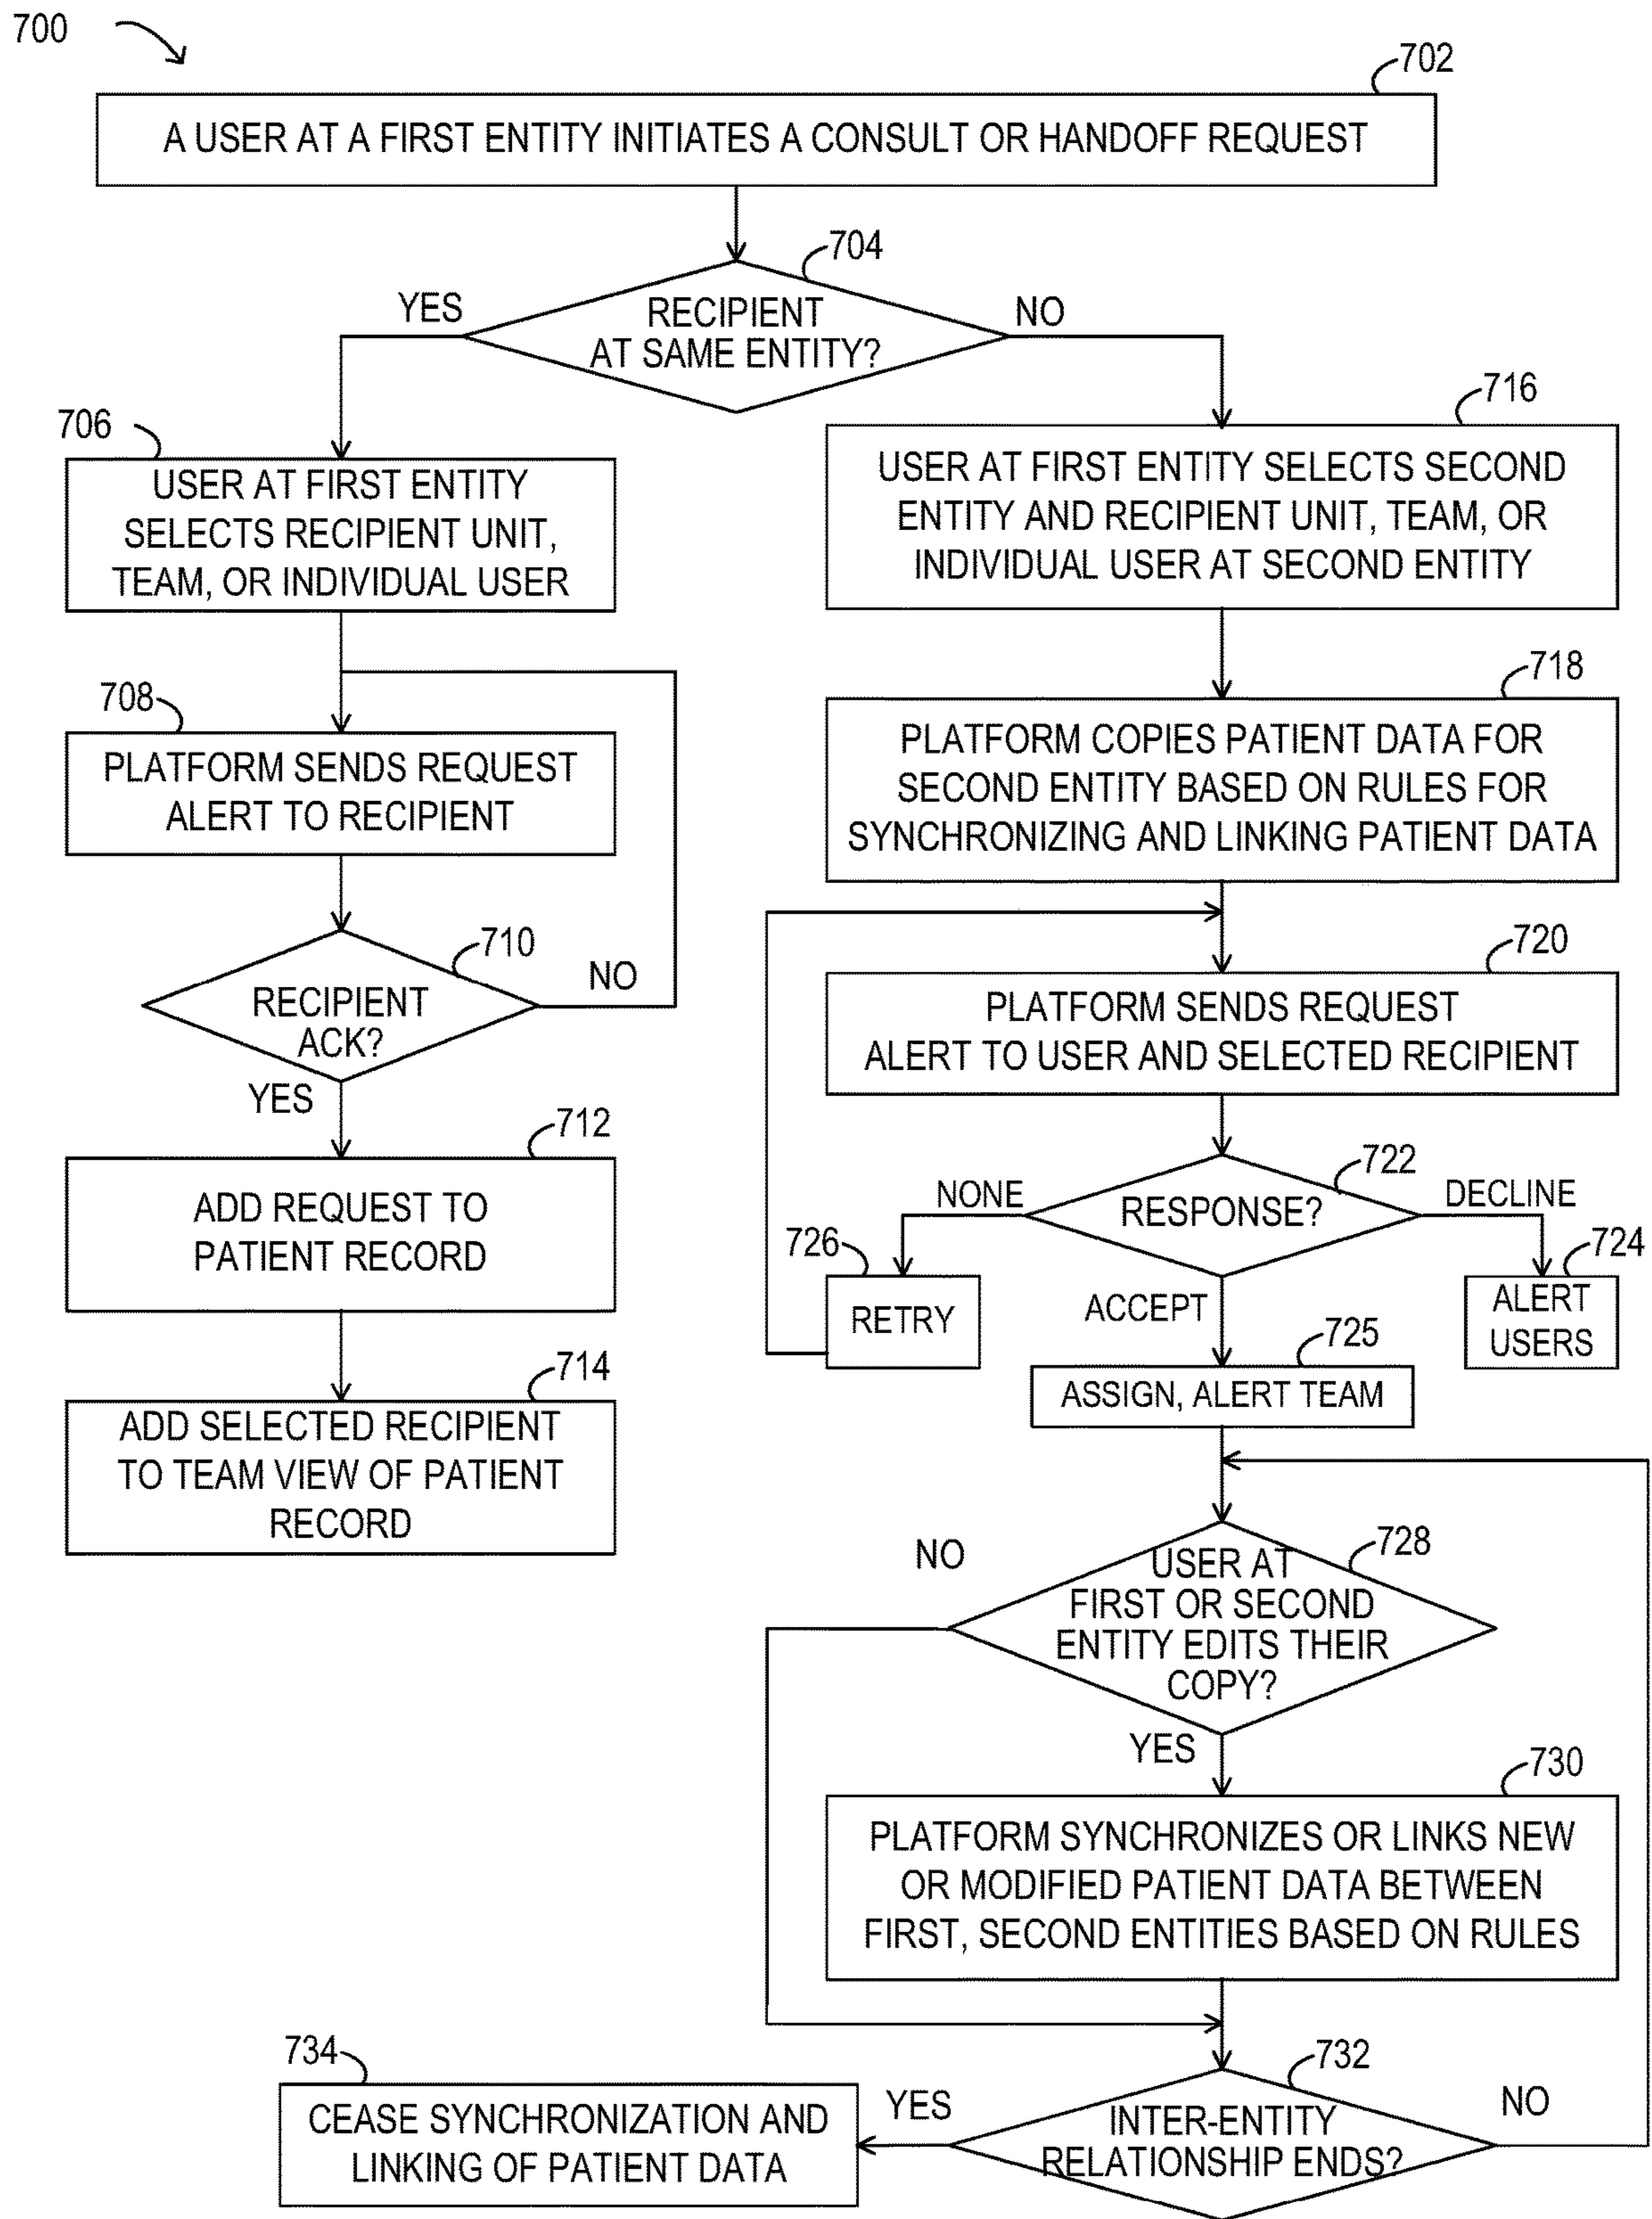 700
702
A USER AT A FIRST ENTITY INITIATES A CONSULT OR HANDOFF REQUEST
704
YES
RECIPIENT
AT SAME ENTITY?
NO
706
USER AT FIRST ENTITY
SELECTS RECIPIENT UNIT,
TEAM, OR INDIVIDUAL USER
708
PLATFORM SENDS REQUEST
ALERT TO RECIPIENT
710
RECIPIENT
ACK?
NO
YES
712
ADD REQUEST TO
PATIENT RECORD
714
ADD SELECTED RECIPIENT
TO TEAM VIEW OF PATIENT
RECORD
716
USER AT FIRST ENTITY SELECTS SECOND
ENTITY AND RECIPIENT UNIT, TEAM, OR
INDIVIDUAL USER AT SECOND ENTITY
718
PLATFORM COPIES PATIENT DATA FOR
SECOND ENTITY BASED ON RULES FOR
SYNCHRONIZING AND LINKING PATIENT DATA
720
PLATFORM SENDS REQUEST
ALERT TO USER AND SELECTED RECIPIENT
722
NONE
RESPONSE?
DECLINE
726
RETRY
ACCEPT
724
ALERT
USERS
725
ASSIGN, ALERT TEAM
728
NO
USER AT
FIRST OR SECOND
ENTITY EDITS THEIR
COPY?
YES
730
PLATFORM SYNCHRONIZES OR LINKS NEW
OR MODIFIED PATIENT DATA BETWEEN
FIRST, SECOND ENTITIES BASED ON RULES
732
INTER-ENTITY
RELATIONSHIP ENDS?
NO
YES
734
CEASE SYNCHRONIZATION AND
LINKING OF PATIENT DATA